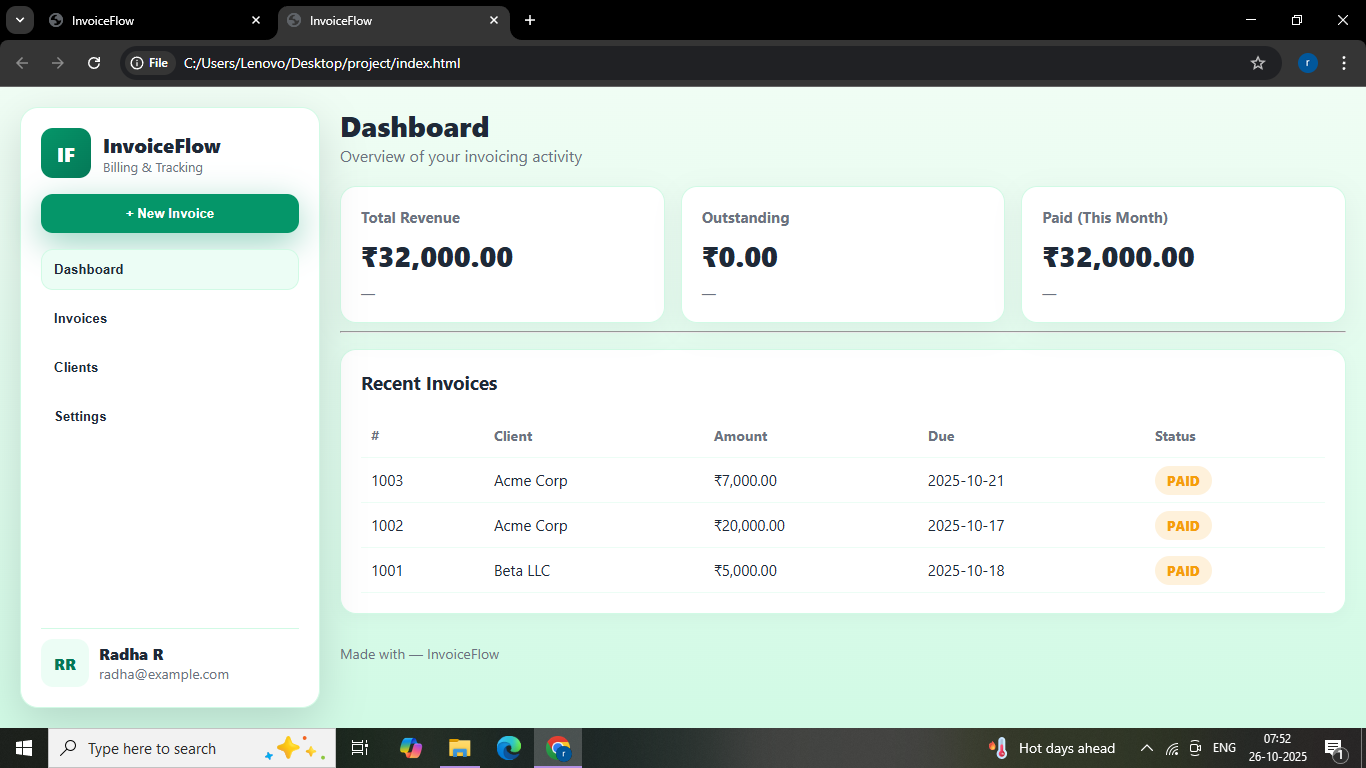 InvoiceFlow
InvoiceFlow
File C:/Users/Lenovo/Desktop/project/index.html
r
IF
InvoiceFlow
Billing & Tracking
+ New Invoice
Dashboard
Invoices
Clients
Settings
RR
Radha R
radha@example.com
Dashboard
Overview of your invoicing activity
Total Revenue
₹32,000.00
—
Outstanding
₹0.00
—
Paid (This Month)
₹32,000.00
—
Recent Invoices
# Client Amount Due Status
1003 Acme Corp ₹7,000.00 2025-10-21 PAID
1002 Acme Corp ₹20,000.00 2025-10-17 PAID
1001 Beta LLC ₹5,000.00 2025-10-18 PAID
Made with — InvoiceFlow
Type here to search
r
Hot days ahead
ENG
07:52
26-10-2025
1